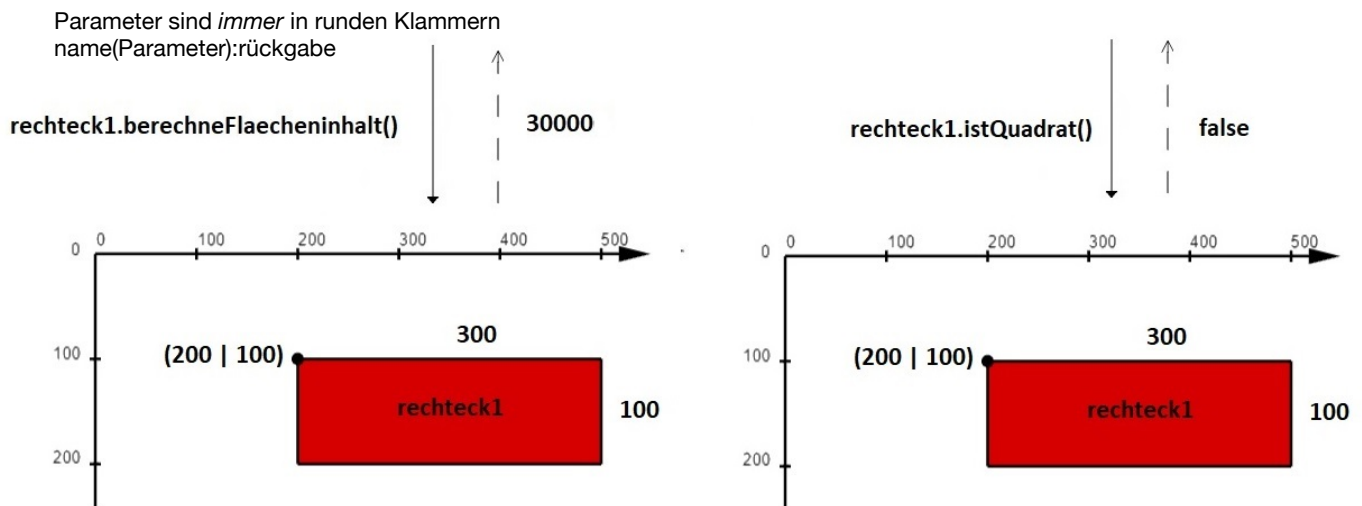 Parameter sind immer in runden Klammern
name(Parameter):rückgabe
rechteck1.berechneFlaecheninhalt()
30000
0
0
100
200
300
400
500
100
(200 | 100)
300
rechteck1
100
200
rechteck1.istQuadrat()
false
0
0
100
200
300
400
500
100
(200 | 100)
300
rechteck1
100
200